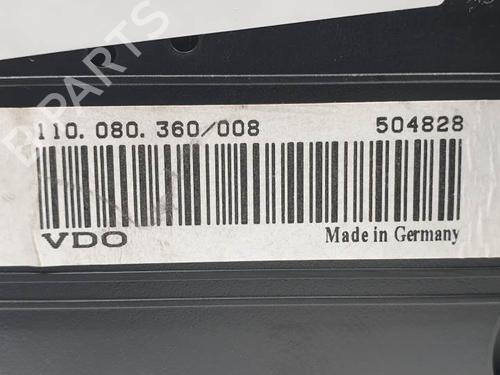 110. 080. 360/008 504828
VDO Made in Germany
B-PARTS